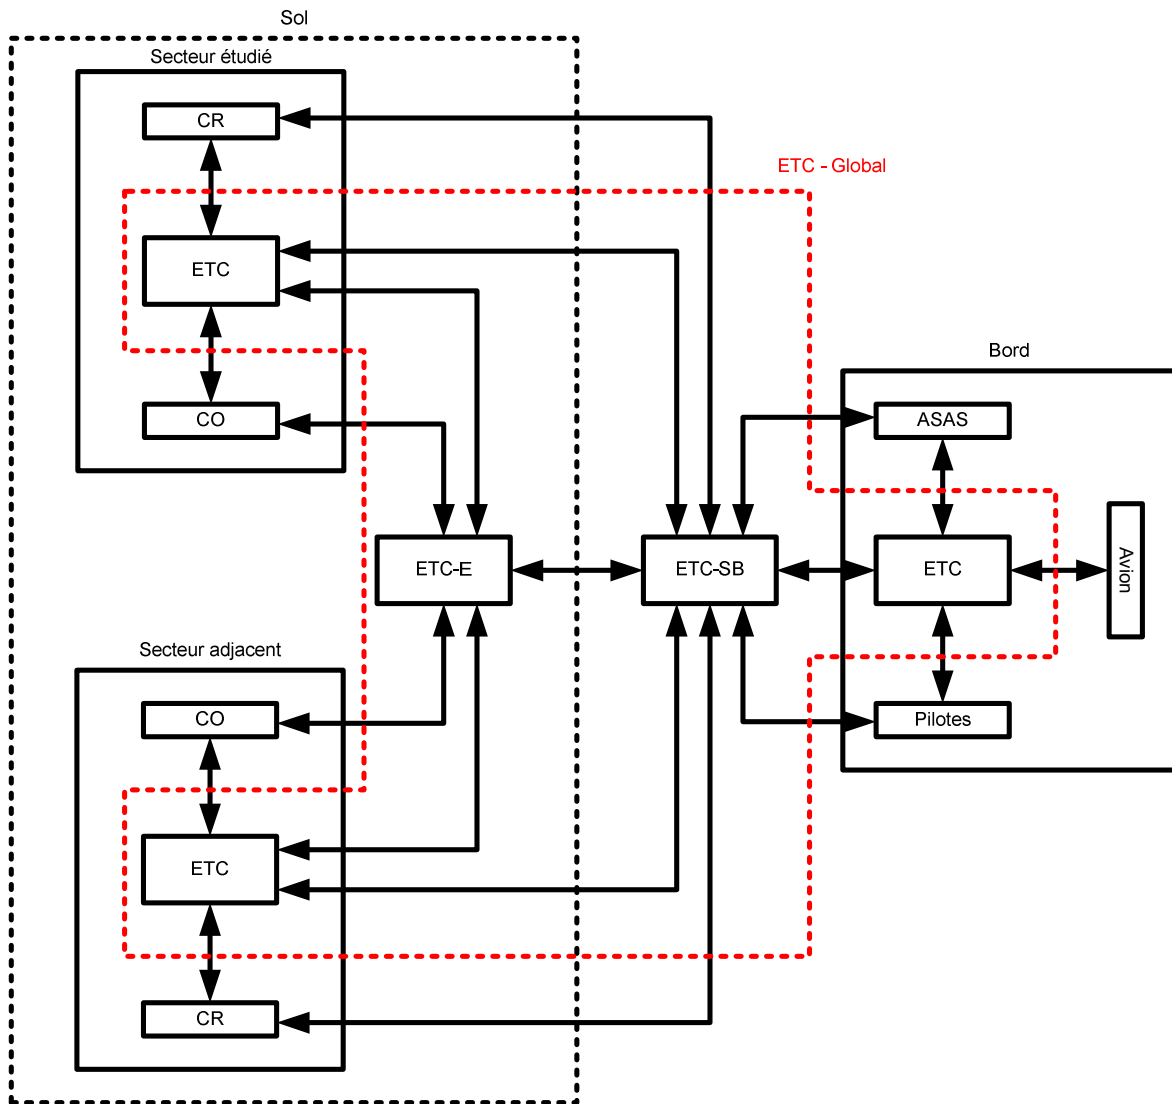 Sol
Secteur étudié
CR
ETC - Global
ETC
Bord
CO
ASAS
ETC-E
ETC-SB
ETC
Avion
Secteur adjacent
CO
Pilotes
ETC
CR